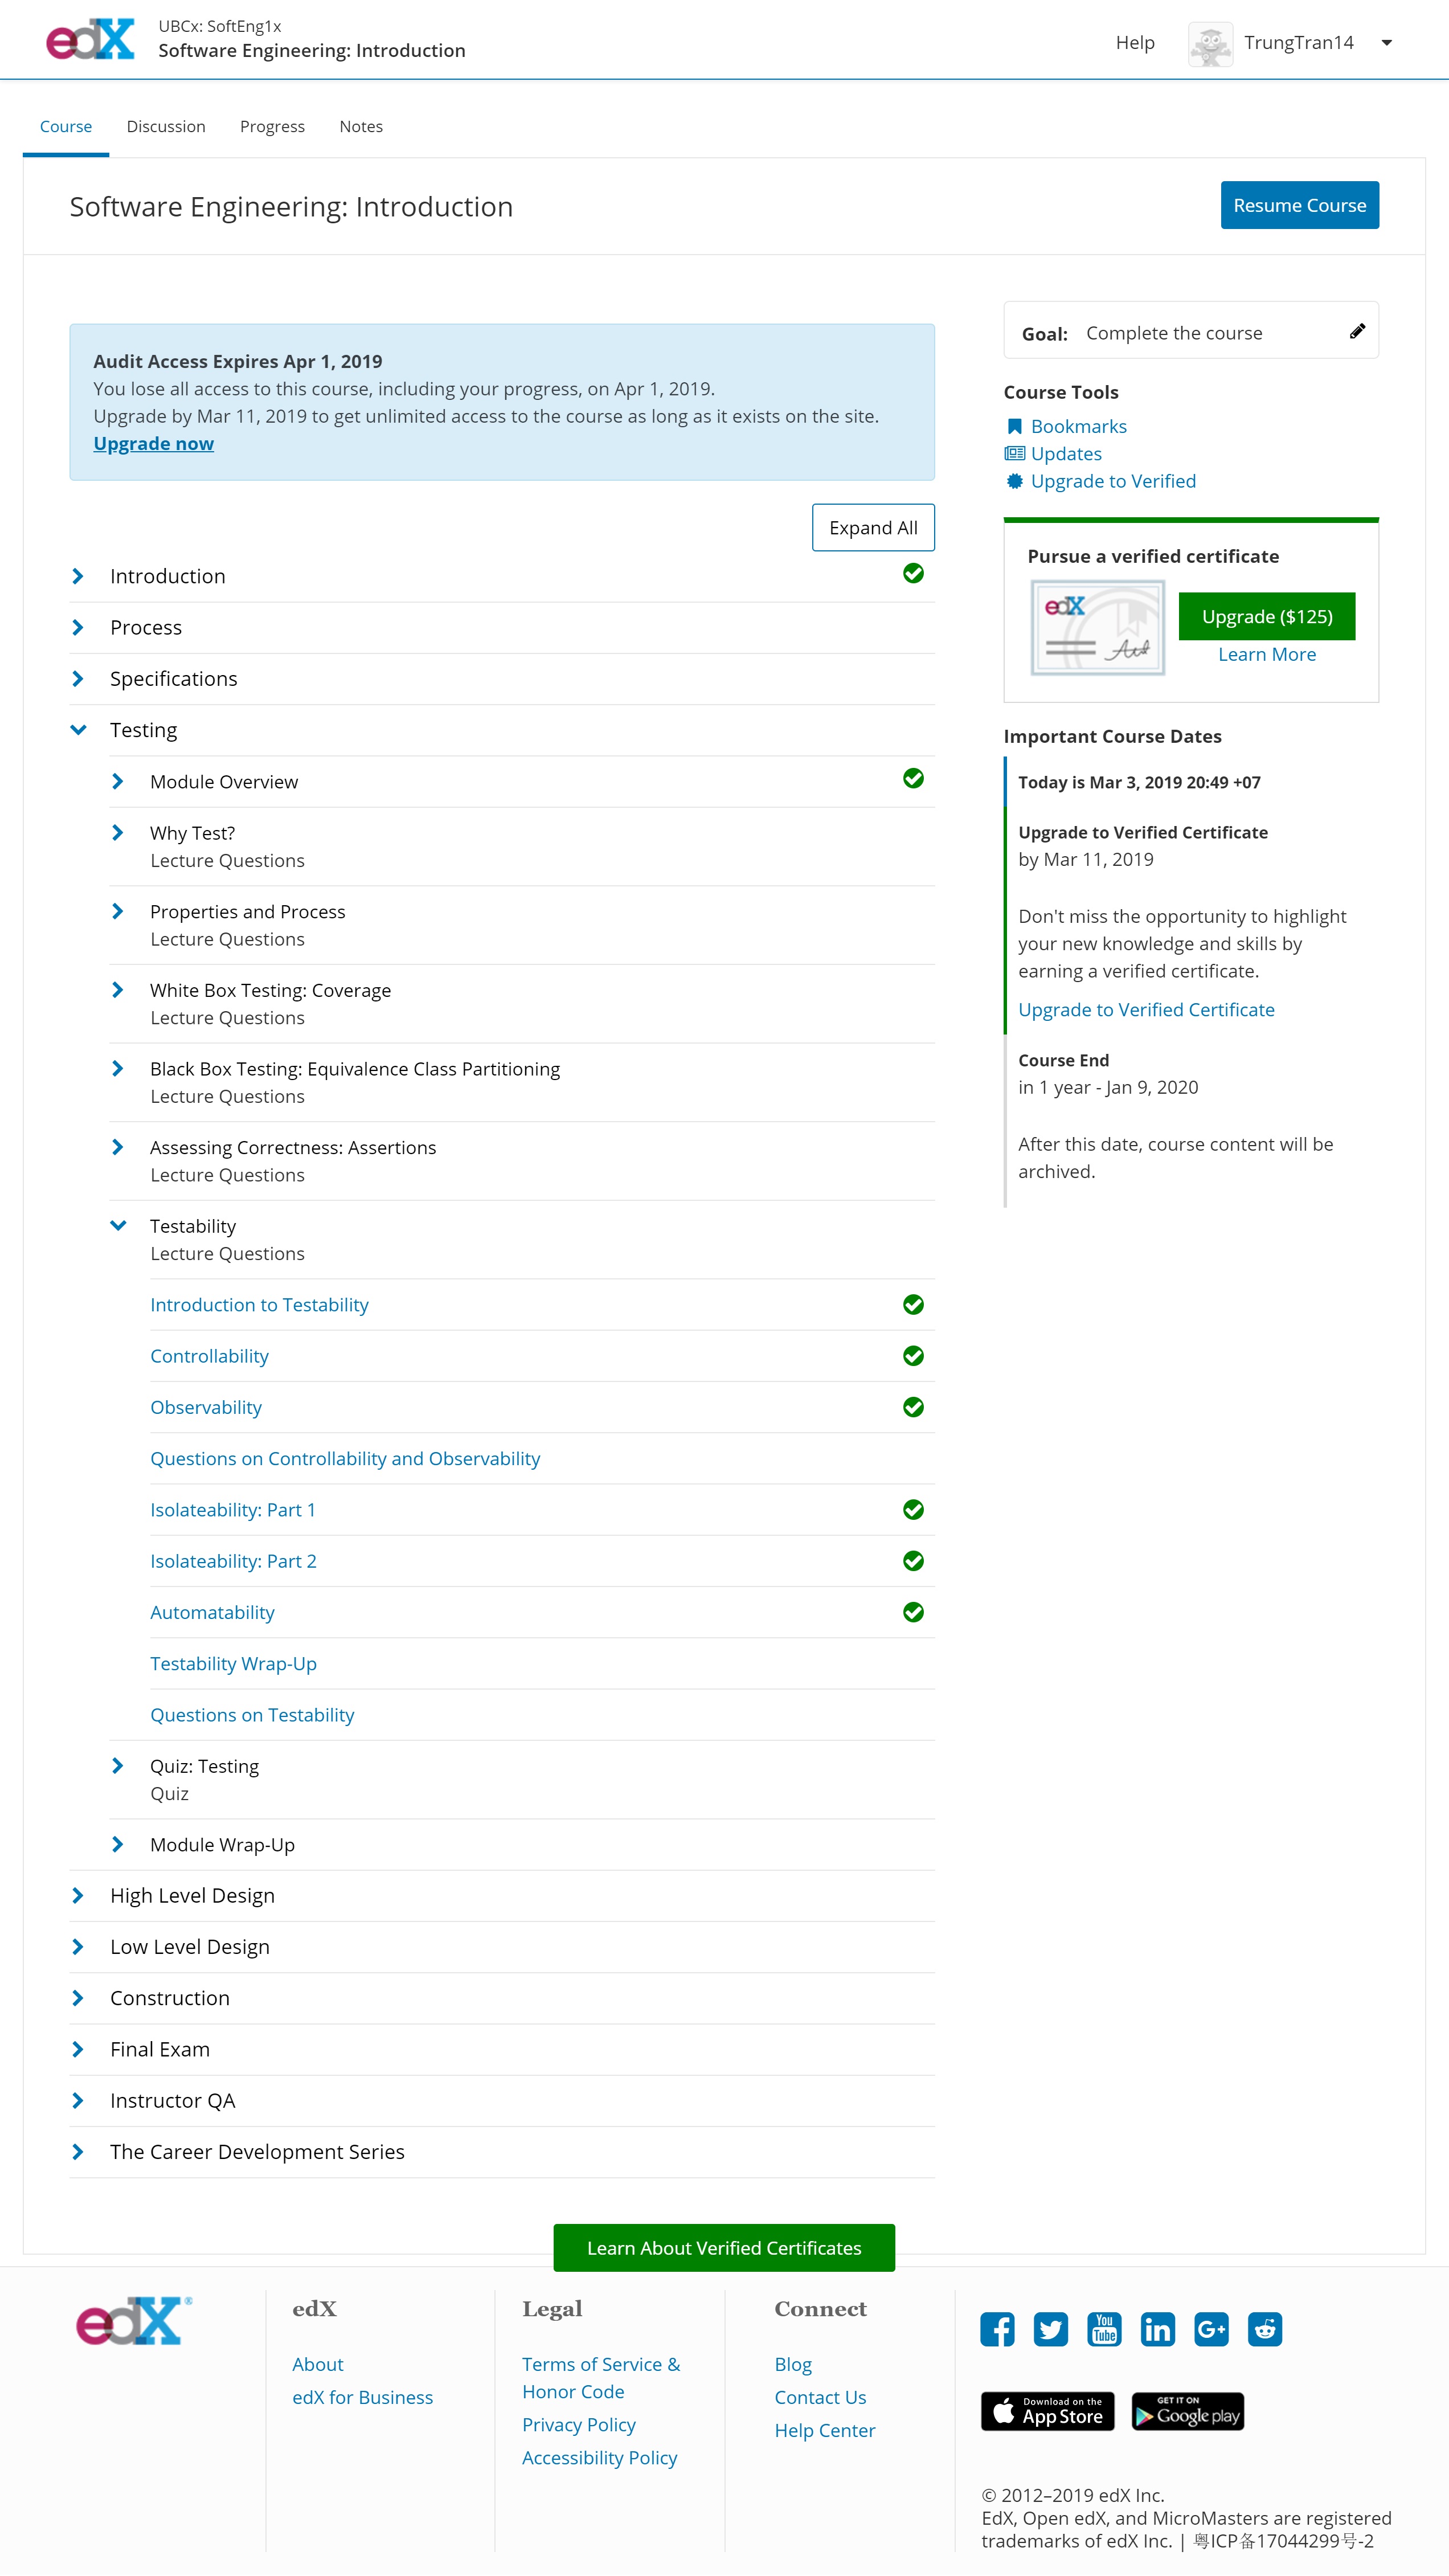 edX
UBCx: SoftEng1x
Software Engineering: Introduction
Help
TrungTran14
Course
Discussion
Progress
Notes
Software Engineering: Introduction
Resume Course
Audit Access Expires Apr 1, 2019
You lose all access to this course, including your progress, on Apr 1, 2019.
Upgrade by Mar 11, 2019 to get unlimited access to the course as long as it exists on the site.
Upgrade now
Expand All
Introduction
Process
Specifications
Testing
Module Overview
Why Test?
Lecture Questions
Properties and Process
Lecture Questions
White Box Testing: Coverage
Lecture Questions
Black Box Testing: Equivalence Class Partitioning
Lecture Questions
Assessing Correctness: Assertions
Lecture Questions
Testability
Lecture Questions
Introduction to Testability
Controllability
Observability
Questions on Controllability and Observability
Isolateability: Part 1
Isolateability: Part 2
Automatability
Testability Wrap-Up
Questions on Testability
Quiz: Testing
Quiz
Module Wrap-Up
High Level Design
Low Level Design
Construction
Final Exam
Instructor QA
The Career Development Series
Goal: Complete the course
Course Tools
Bookmarks
Updates
Upgrade to Verified
Pursue a verified certificate
edX
Upgrade ($125)
Learn More
Important Course Dates
Today is Mar 3, 2019 20:49 +07
Upgrade to Verified Certificate
by Mar 11, 2019
Don't miss the opportunity to highlight
your new knowledge and skills by
earning a verified certificate.
Upgrade to Verified Certificate
Course End
in 1 year - Jan 9, 2020
After this date, course content will be
archived.
Learn About Verified Certificates
edX®
edX
About
edX for Business
Legal
Terms of Service &
Honor Code
Privacy Policy
Accessibility Policy
Connect
Blog
Contact Us
Help Center
You
Tube
in
G+
Download on the
App Store
GET IT ON
Google play
© 2012–2019 edX Inc.
EdX, Open edX, and MicroMasters are registered
trademarks of edX Inc. | 粤ICP备17044299号-2